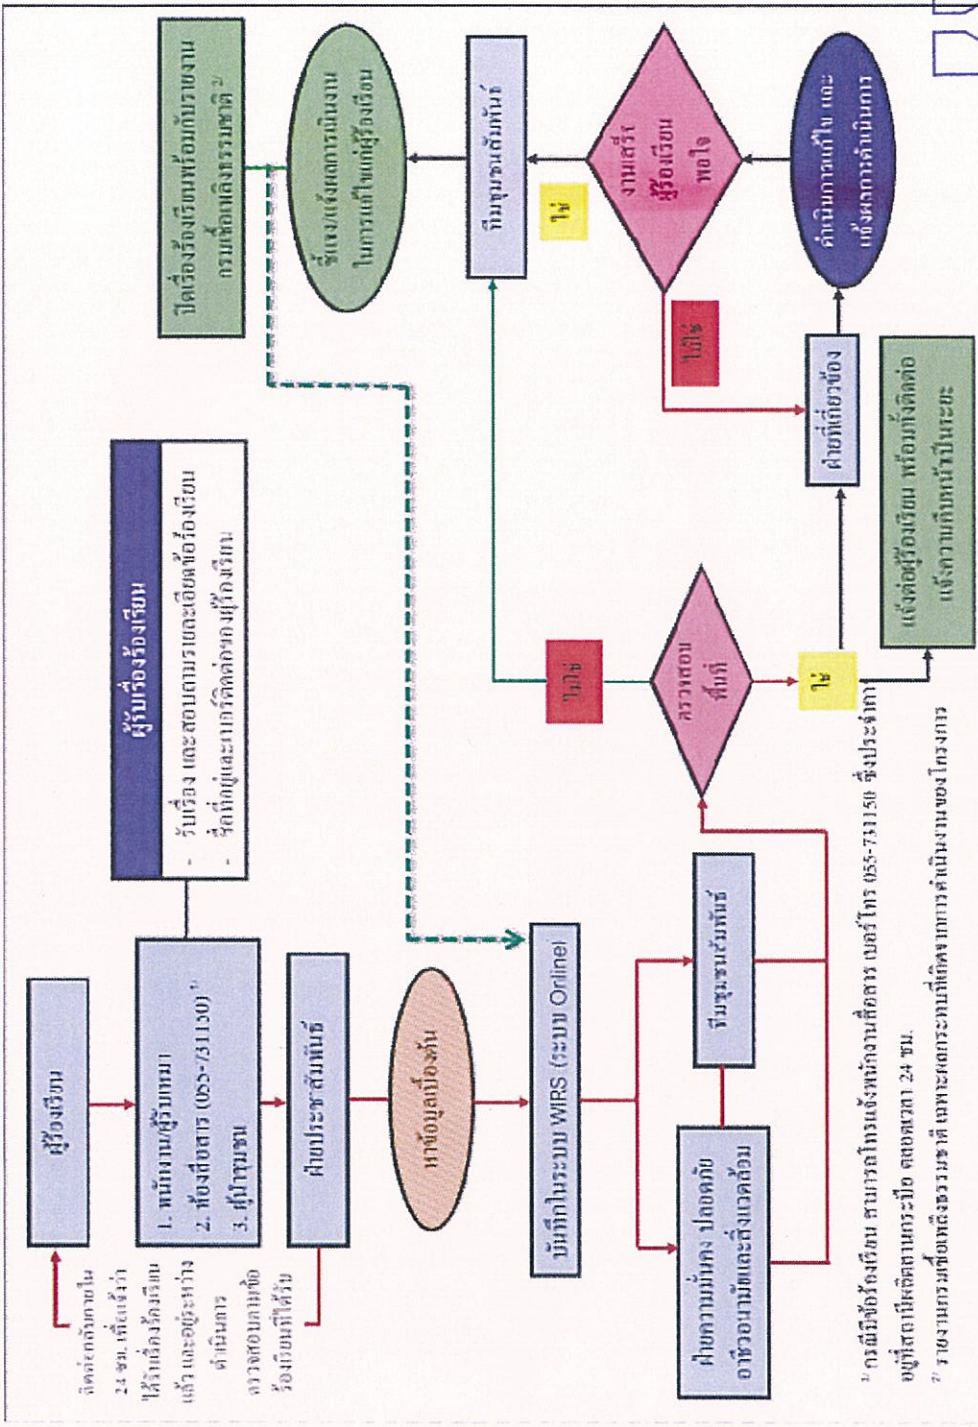 ผู้ร้องเรียน
ติดต่อกลับภายใน
24 ชม. เพื่อแจ้งว่า
ได้รับเรื่องร้องเรียน
แล้ว และอยู่ระหว่าง
ดำเนินการ
ตรวจสอบตามข้อ
ร้องเรียนที่ได้รับ
1. พนักงาน/ผู้รับเหมา
2. ห้องสื่อสาร (055-731150) 1/
3. ผู้นำชุมชน
ผู้รับเรื่องร้องเรียน
- รับเรื่อง และสอบถามรายละเอียดข้อร้องเรียน
- ชื่อที่อยู่และการติดต่อของผู้ร้องเรียน
ฝ่ายประชาสัมพันธ์
หาข้อมูลเบื้องต้น
บันทึกในระบบ WIRS (ระบบ Online)
ฝ่ายความมั่นคง ปลอดภัย
อาชีวอนามัยและสิ่งแวดล้อม
ทีมชุมชนสัมพันธ์
ตรวจสอบ
พื้นที่
ไม่ใช่
ใช่
แจ้งต่อผู้ร้องเรียน พร้อมทั้งติดต่อ
แจ้งความคืบหน้าเป็นระยะ
ฝ่ายที่เกี่ยวข้อง
ดำเนินการแก้ไข และ
แจ้งผลการดำเนินการ
งานเสร็จ
ผู้ร้องเรียน
พอใจ
ไม่ใช่
ใช่
ทีมชุมชนสัมพันธ์
ชี้แจง/แจ้งผลการเนินงาน
ในการแก้ไขแก่ผู้ร้องเรียน
ปิดเรื่องร้องเรียนพร้อมกับรายงาน
กรมเชื้อเพลิงธรรมชาติ 2/
1/ กรณีมีข้อร้องเรียน สามารถโทรแจ้งพนักงานสื่อสาร เบอร์โทร 055-731150 ซึ่งประจำกา
อยู่ที่สถานีผลิตลานกระบือ ตลอดเวลา 24 ชม.
2/ รายงานกรมเชื้อเพลิงธรรมชาติ เฉพาะผลกระทบที่เกิดจากการดำเนินงานของโครงการ